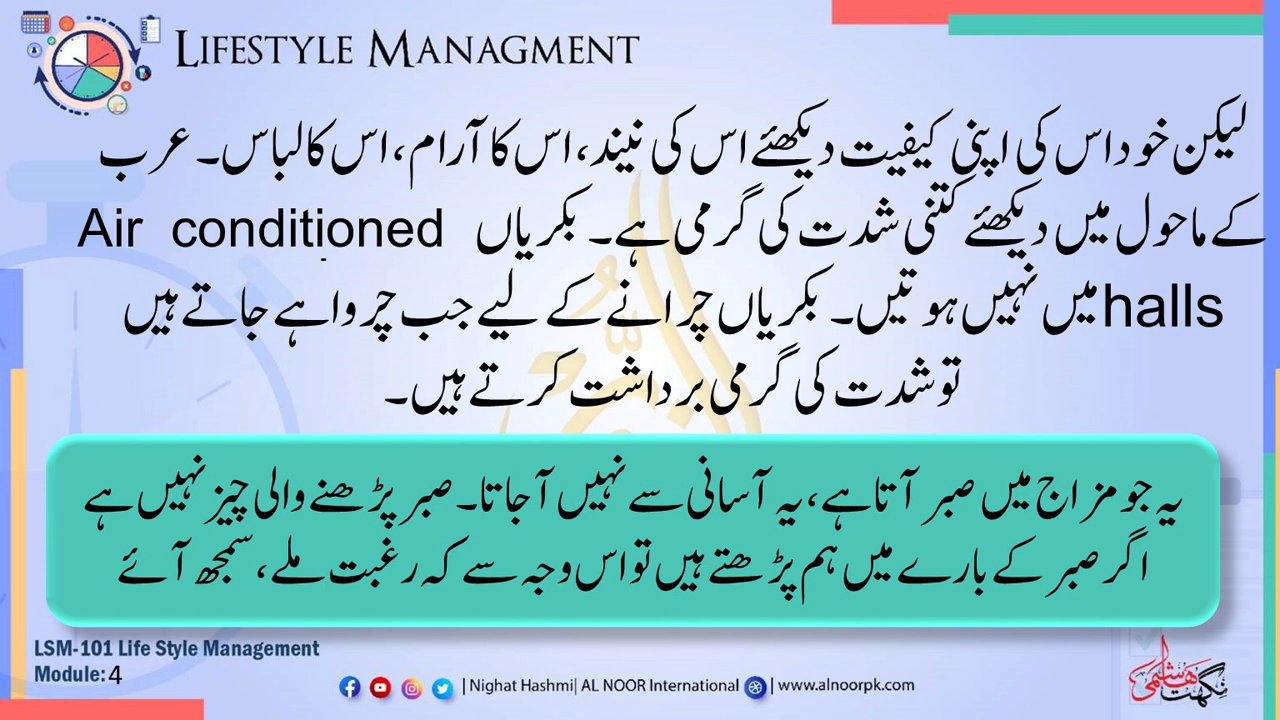 LIFESTYLE MANAGMENT
لیکن خود اس کی اپنی کیفیت دیکھئے اس کی نیند، اس کا آرام، اس کا لباس۔ عرب
کے ماحول میں دیکھئے کتنی شدت کی گرمی ہے۔ بکریاں Air conditioned
halls میں نہیں ہوتیں۔ بکریاں چرانے کے لیے جب چرواہے جاتے ہیں
تو شدت کی گرمی برداشت کرتے ہیں۔
یہ جو مزاج میں صبر آتا ہے، یہ آسانی سے نہیں آجاتا۔ صبر پڑھنے والی چیز نہیں ہے
اگر صبر کے بارے میں ہم پڑھتے ہیں تو اس وجہ سے کہ رغبت ملے، سمجھ آئے
LSM-101 Life Style Management
Module: 4
| Nighat Hashmi| AL NOOR International | www.alnoorpk.com
نگہت ہاشمی